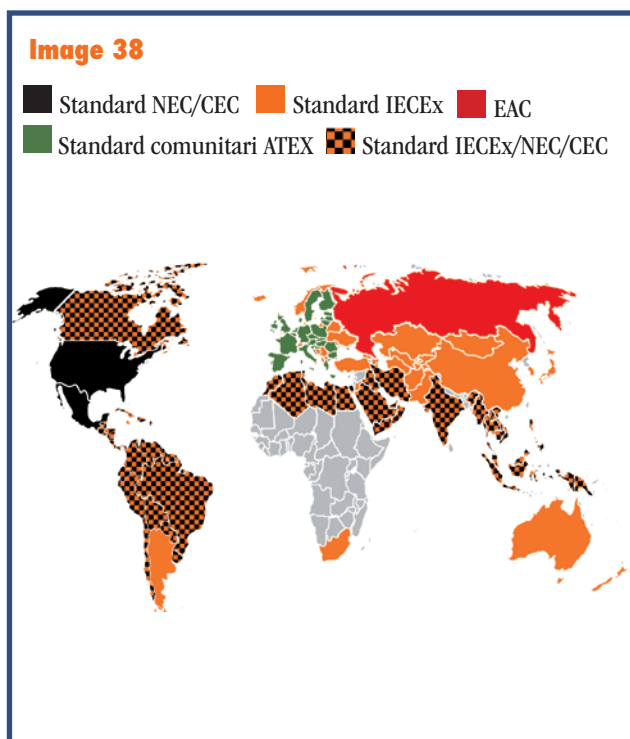 Image 38
Standard NEC/CEC Standard IECEx EAC
Standard comunitari ATEX Standard IECEx/NEC/CEC